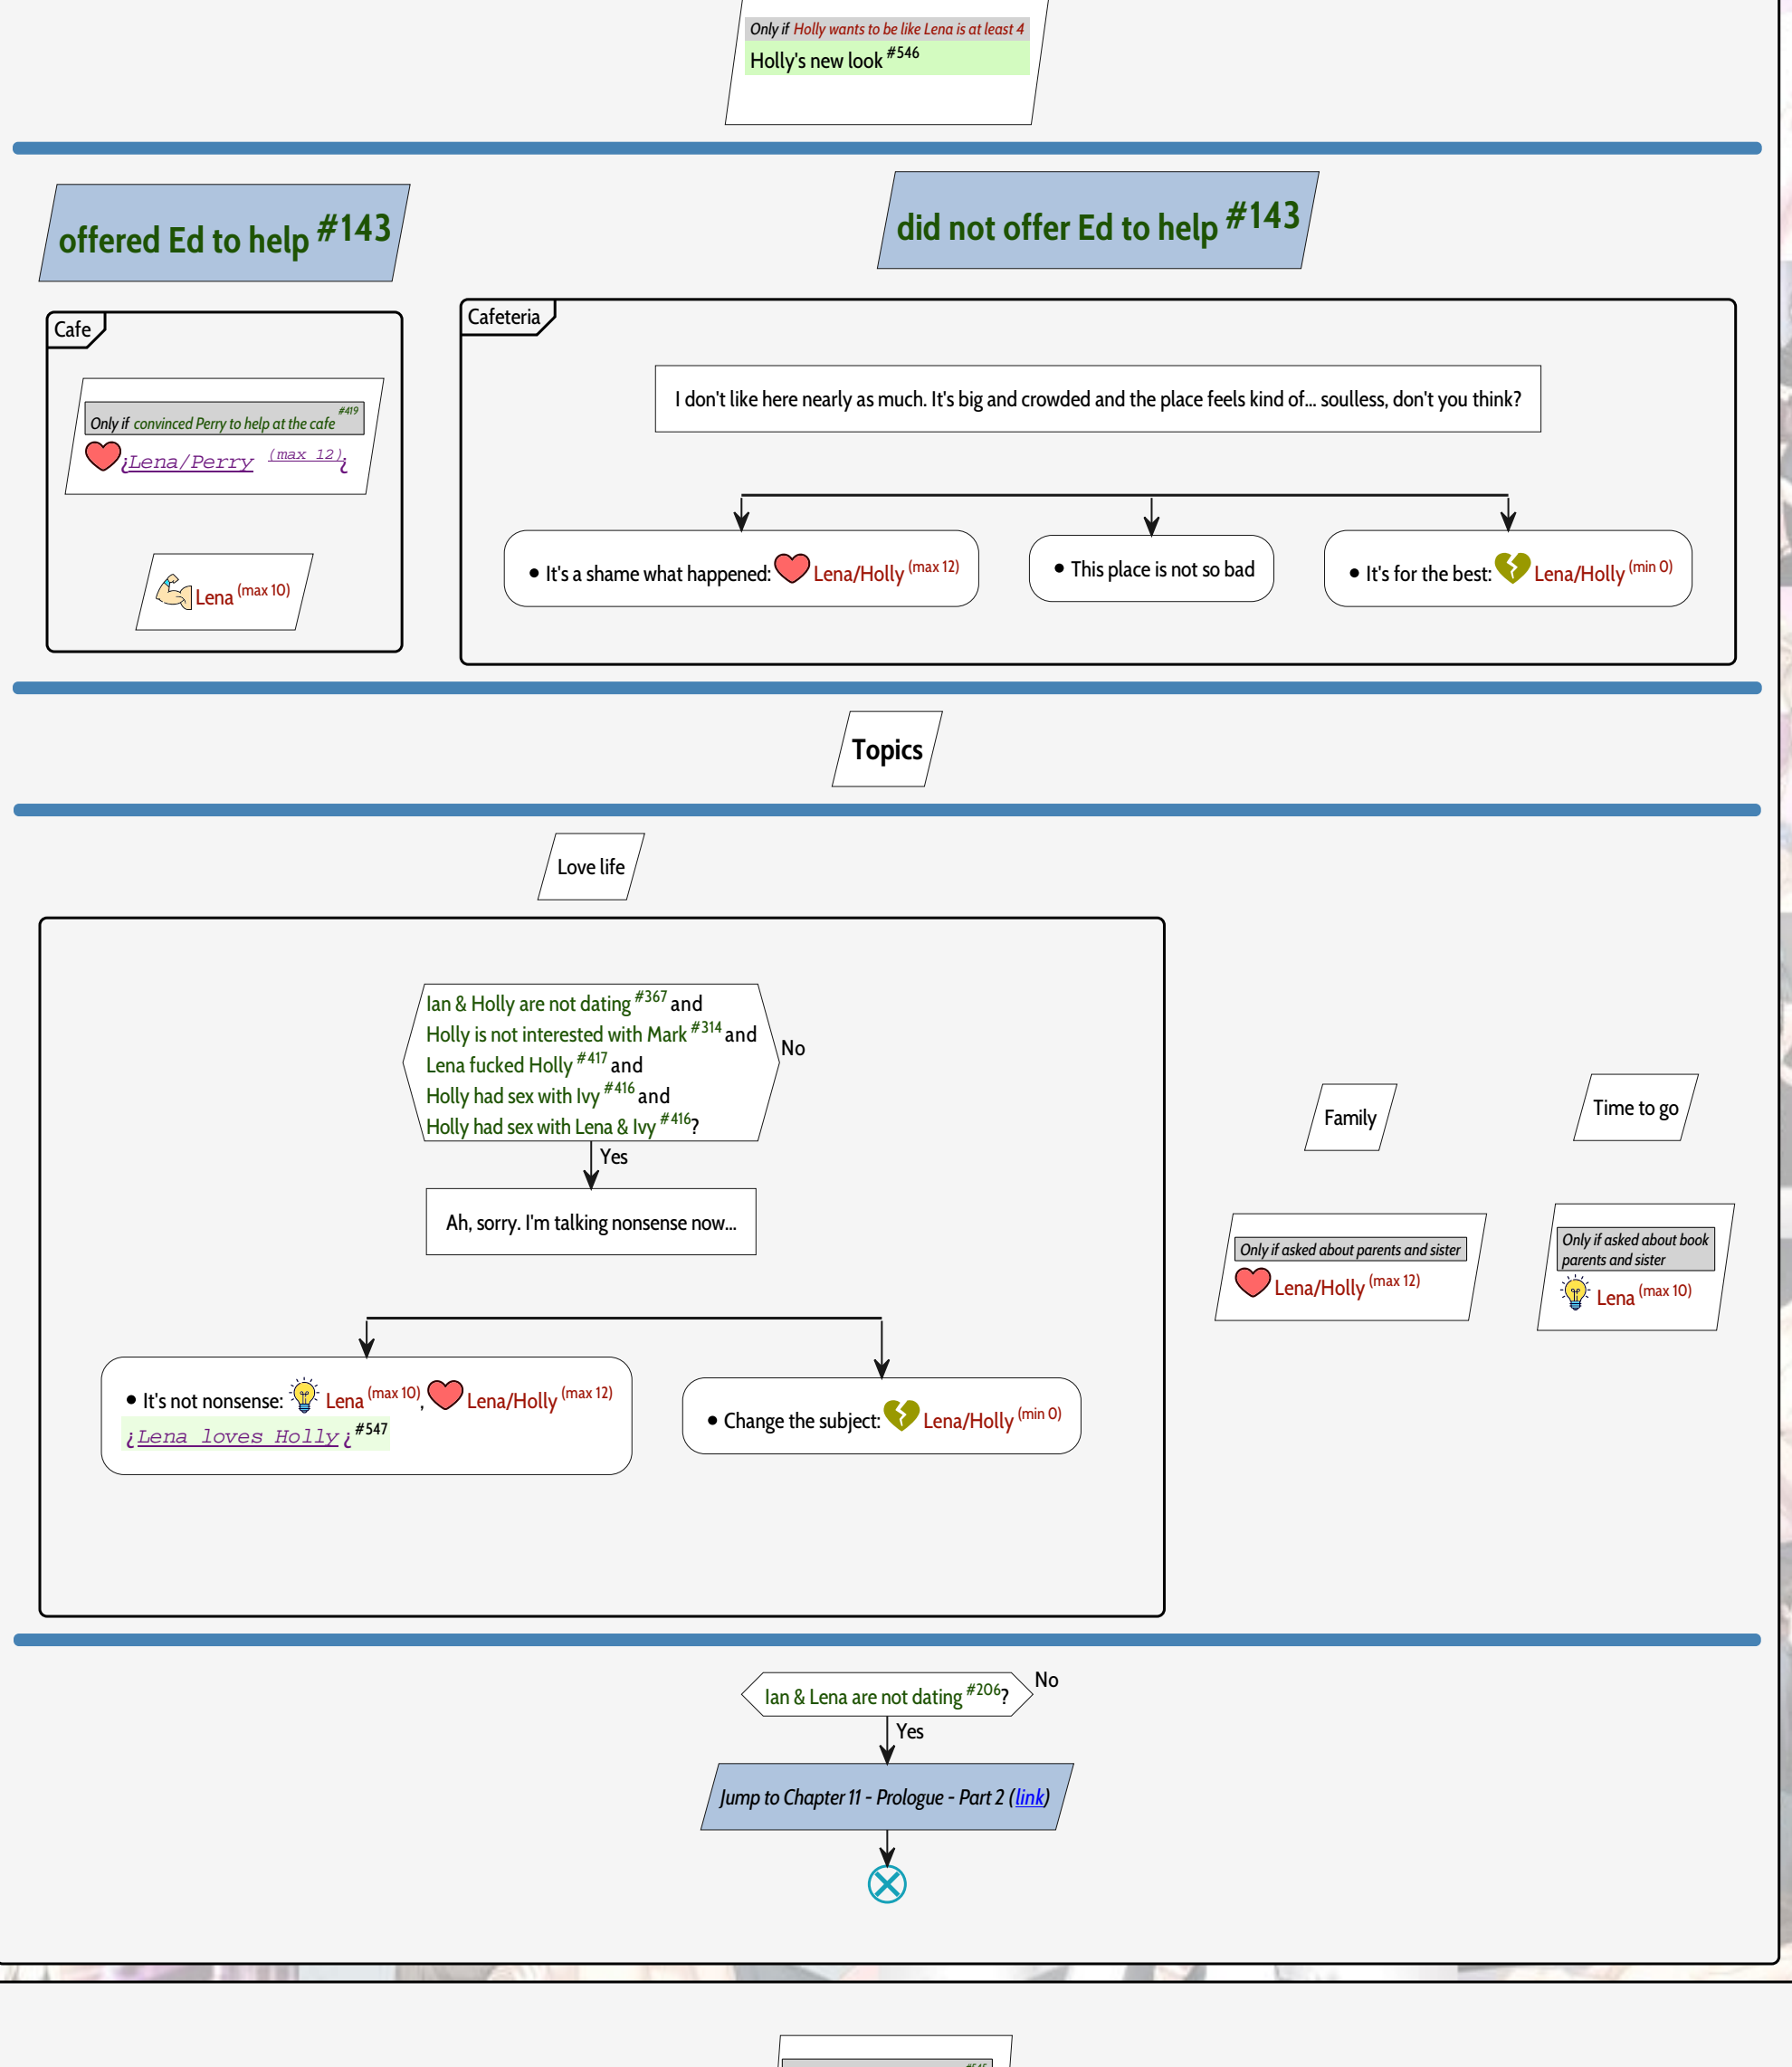 Only if Holly wants to be like Lena is at least 4
Holly's new look #546
offered Ed to help #143
did not offer Ed to help #143
Cafe
Only if convinced Perry to help at the cafe #419
¿Lena/Perry (max 12)¿
Lena (max 10)
Cafeteria
I don't like here nearly as much. It's big and crowded and the place feels kind of... soulless, don't you think?
• It's a shame what happened: Lena/Holly (max 12)
• This place is not so bad
• It's for the best: Lena/Holly (min 0)
Topics
Love life
Ian & Holly are not dating #367 and
Holly is not interested with Mark #314 and
Lena fucked Holly #417 and
Holly had sex with Ivy #416 and
Holly had sex with Lena & Ivy #416?
No
Yes
Ah, sorry. I'm talking nonsense now...
• It's not nonsense: Lena (max 10), Lena/Holly (max 12)
¿Lena loves Holly¿ #547
• Change the subject: Lena/Holly (min 0)
Family
Only if asked about parents and sister
Lena/Holly (max 12)
Time to go
Only if asked about book
parents and sister
Lena (max 10)
Ian & Lena are not dating #206?
No
Yes
Jump to Chapter 11 - Prologue - Part 2 (link)